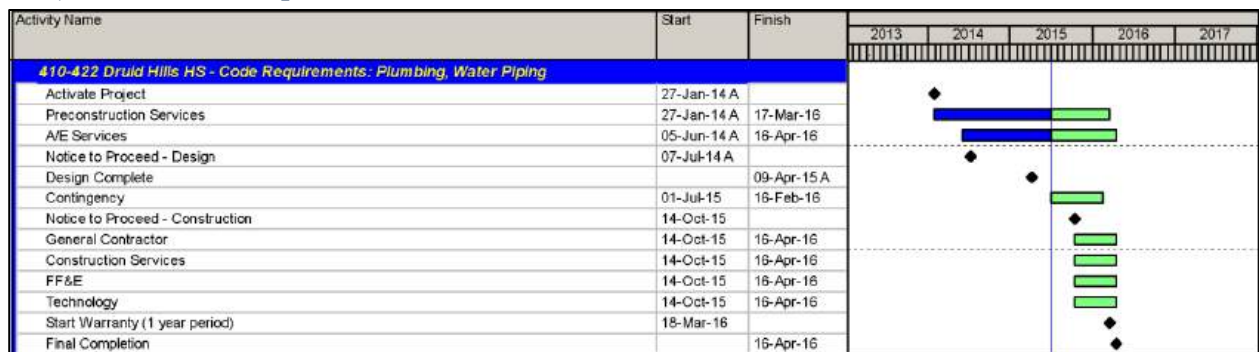 Activity Name Start Finish
2013 2014 2015 2016 2017
410-422 Druid Hills HS - Code Requirements: Plumbing, Water Piping
Activate Project 27-Jan-14 A
Preconstruction Services 27-Jan-14 A 17-Mar-16
A/E Services 05-Jun-14 A 16-Apr-16
Notice to Proceed - Design 07-Jul-14 A
Design Complete 09-Apr-15 A
Contingency 01-Jul-15 16-Feb-16
Notice to Proceed - Construction 14-Oct-15
General Contractor 14-Oct-15 16-Apr-16
Construction Services 14-Oct-15 16-Apr-16
FF&E 14-Oct-15 16-Apr-16
Technology 14-Oct-15 16-Apr-16
Start Warranty (1 year period) 18-Mar-16
Final Completion 16-Apr-16